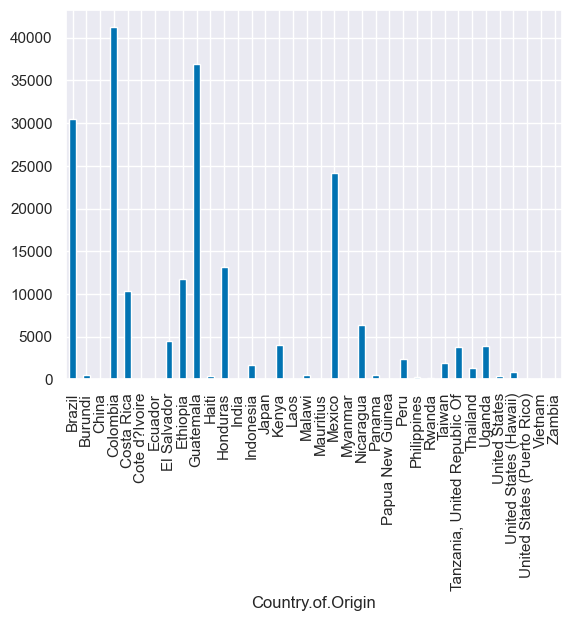 40000
35000
30000
25000
20000
15000
10000
5000
0
Brazil
Burundi
China
Colombia
Costa Rica
Cote d?Ivoire
Ecuador
El Salvador
Ethiopia
Guatemala
Haiti
Honduras
India
Indonesia
Japan
Kenya
Laos
Malawi
Mauritius
Mexico
Myanmar
Nicaragua
Panama
Papua New Guinea
Peru
Philippines
Rwanda
Taiwan
Tanzania, United Republic Of
Thailand
Uganda
United States
United States (Hawaii)
United States (Puerto Rico)
Vietnam
Zambia
Country.of.Origin